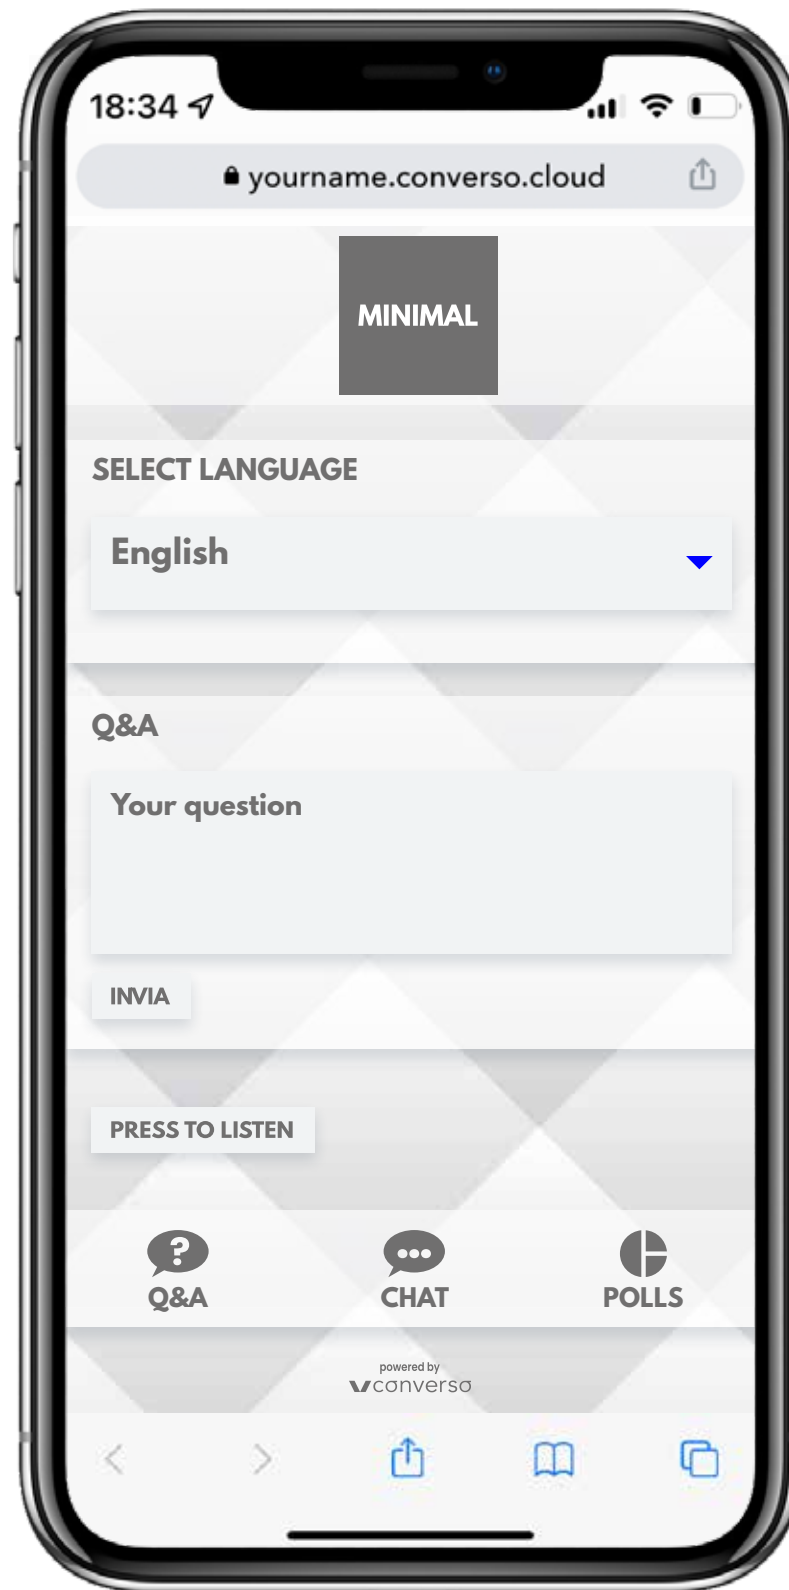 18:34
yourname.converso.cloud
MINIMAL
SELECT LANGUAGE
English
Q&A
Your question
INVIA
PRESS TO LISTEN
Q&A
CHAT
POLLS
powered by
converso